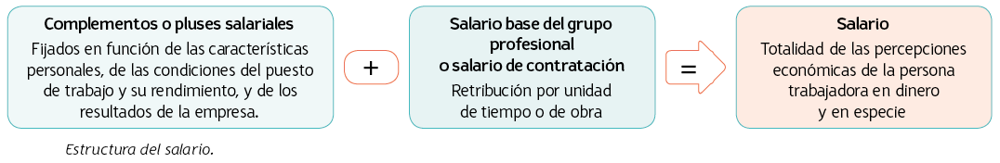 Complementos o pluses salariales
Fijados en función de las características
personales, de las condiciones del puesto
de trabajo y su rendimiento, y de los
resultados de la empresa.
+
Salario base del grupo
profesional
o salario de contratación
Retribución por unidad
de tiempo o de obra
=
Salario
Totalidad de las percepciones
económicas de la persona
trabajadora en dinero
y en especie
Estructura del salario.